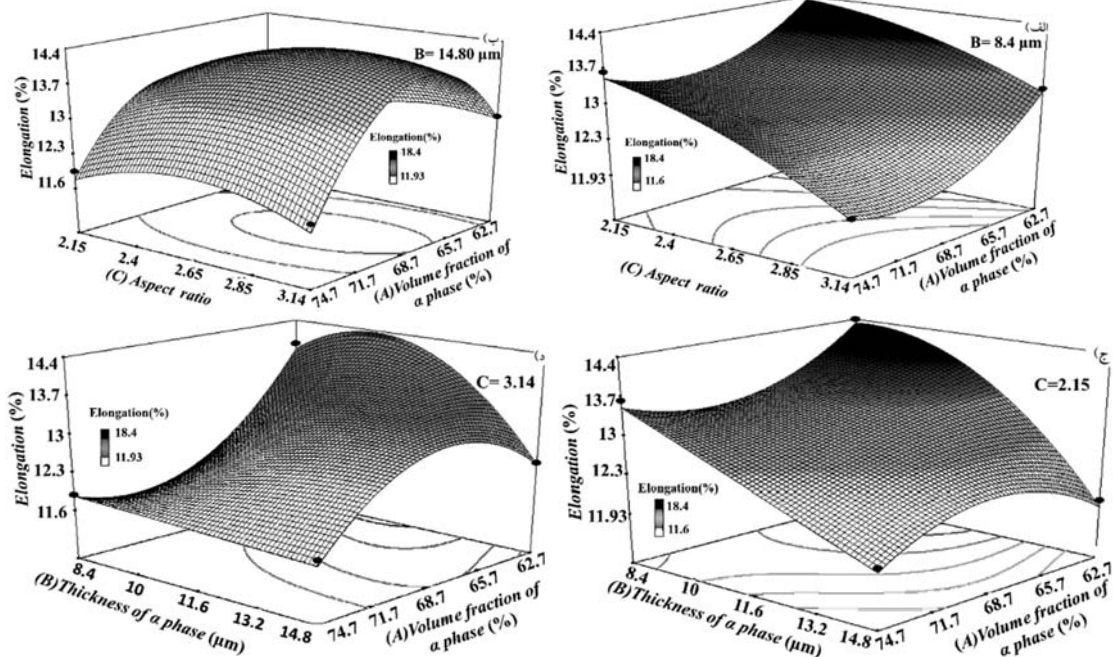 ب)
B= 14.80 µm
Elongation (%)
14.4
13.7
13
12.3
11.6
Elongation(%)
18.4
11.93
2.15
2.4
2.65
2.85
3.14
(C) Aspect ratio
74.7
71.7
68.7
65.7
62.7
(A)Volume fraction of
α phase (%)
الف)
B= 8.4 µm
Elongation (%)
14.4
13.7
13
12.3
11.93
Elongation(%)
18.4
11.6
2.15
2.4
2.65
2.85
3.14
(C) Aspect ratio
74.7
71.7
68.7
65.7
62.7
(A)Volume fraction of
α phase (%)
د)
C= 3.14
Elongation (%)
14.4
13.7
13
12.3
11.6
Elongation(%)
18.4
11.93
8.4
10
11.6
13.2
14.8
(B)Thickness of α phase (µm)
74.7
71.7
68.7
65.7
62.7
(A)Volume fraction of
α phase (%)
ج)
C=2.15
Elongation (%)
14.4
13.7
13
12.3
11.93
Elongation(%)
18.4
11.6
8.4
10
11.6
13.2
14.8
(B)Thickness of α phase (µm)
74.7
71.7
68.7
65.7
62.7
(A)Volume fraction of
α phase (%)